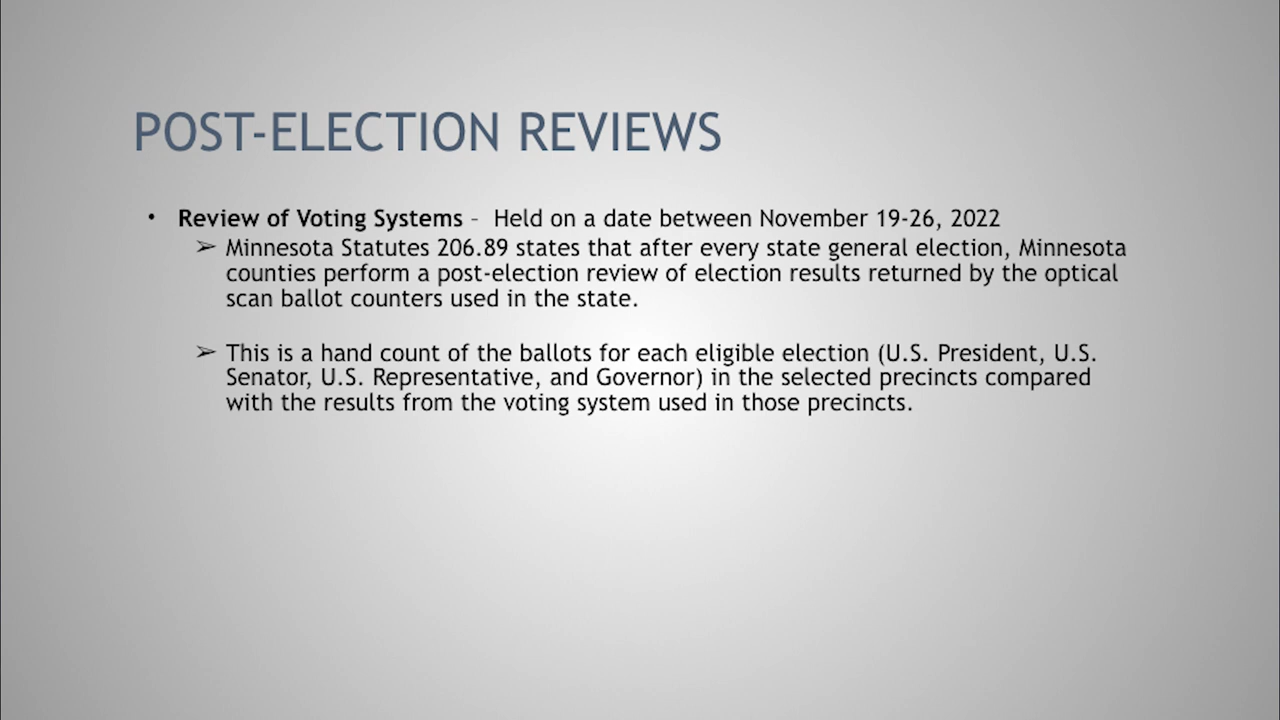 POST-ELECTION REVIEWS
• Review of Voting Systems – Held on a date between November 19-26, 2022
➢ Minnesota Statutes 206.89 states that after every state general election, Minnesota
counties perform a post-election review of election results returned by the optical
scan ballot counters used in the state.
➢ This is a hand count of the ballots for each eligible election (U.S. President, U.S.
Senator, U.S. Representative, and Governor) in the selected precincts compared
with the results from the voting system used in those precincts.